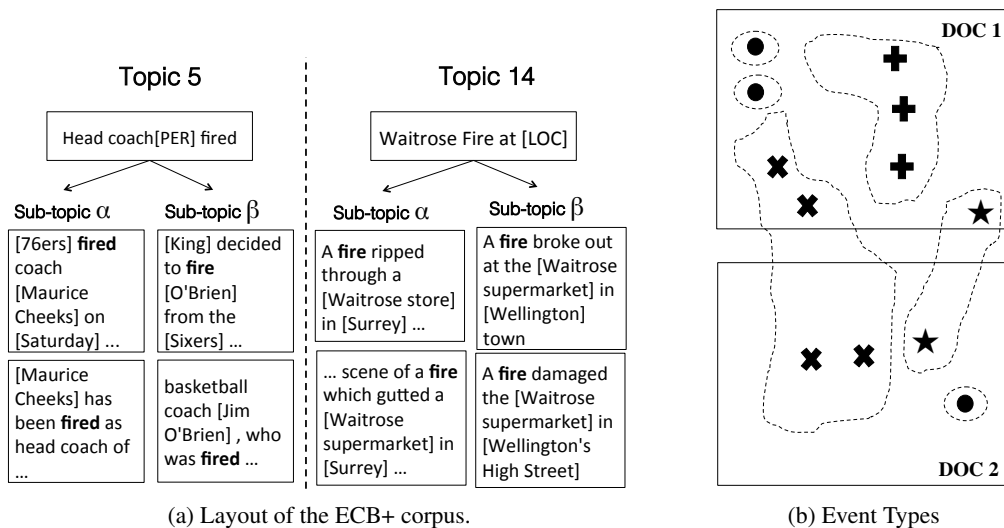 Topic 5
Head coach[PER] fired
Sub-topic α
[76ers] fired
coach
[Maurice
Cheeks] on
[Saturday] ...
[Maurice
Cheeks] has
been fired as
head coach of
...
Sub-topic β
[King] decided
to fire
[O'Brien]
from the
[Sixers] ...
basketball
coach [Jim
O'Brien] , who
was fired ...
Topic 14
Waitrose Fire at [LOC]
Sub-topic α
A fire ripped
through a
[Waitrose store]
in [Surrey] ...
... scene of a fire
which gutted a
[Waitrose
supermarket] in
[Surrey] ...
Sub-topic β
A fire broke out
at the [Waitrose
supermarket] in
[Wellington]
town
A fire damaged
the [Waitrose
supermarket] in
[Wellington's
High Street]
(a) Layout of the ECB+ corpus.
DOC 1
DOC 2
(b) Event Types